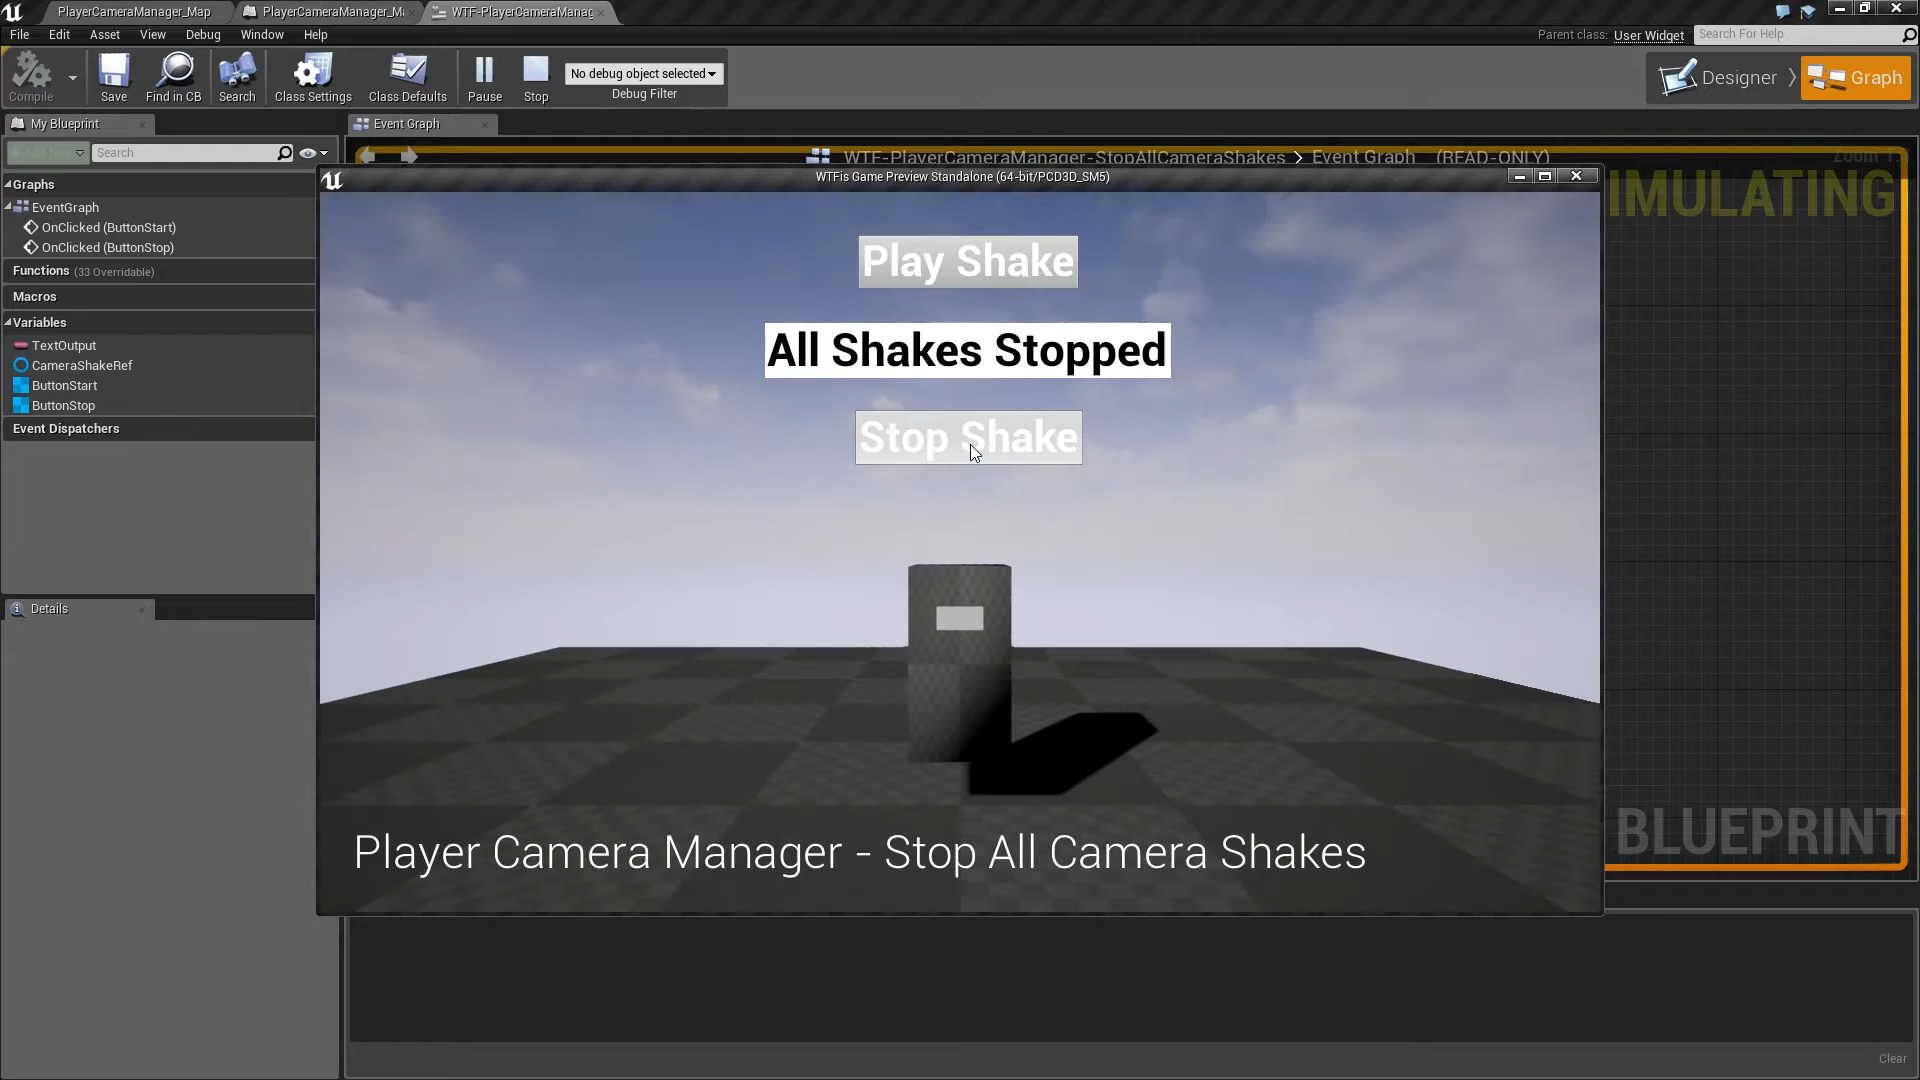 PlayerCameraManager_Map
PlayerCameraManager_Ma
WTF-PlayerCameraManag
File Edit Asset View Debug Window Help
Parent class: User Widget
Search For Help
Compile
Save
Find in CB
Search
Class Settings
Class Defaults
Pause
Stop
No debug object selected
Debug Filter
Designer
Graph
My Blueprint
Event Graph
Search
WTF-PlayerCameraManager-StopAllCameraShakes > Event Graph (READ-ONLY)
WTFis Game Preview Standalone (64-bit/PCD3D_SM5)
IMULATING
Graphs
EventGraph
OnClicked (ButtonStart)
OnClicked (ButtonStop)
Functions (33 Overridable)
Macros
Variables
TextOutput
CameraShakeRef
ButtonStart
ButtonStop
Event Dispatchers
Details
Play Shake
All Shakes Stopped
Stop Shake
Player Camera Manager - Stop All Camera Shakes
BLUEPRINT
Clear